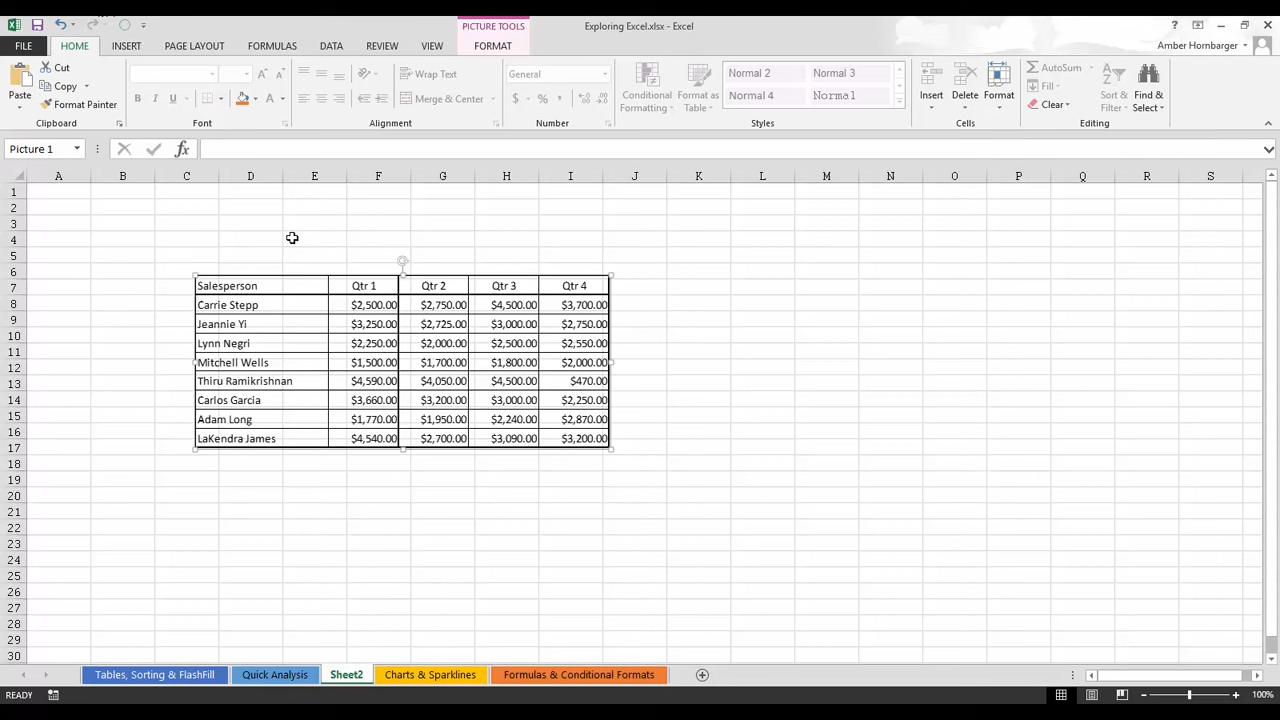 PICTURE TOOLS
Exploring Excel.xlsx - Excel
FILE HOME INSERT PAGE LAYOUT FORMULAS DATA REVIEW VIEW FORMAT Amber Hornbarger
Paste Cut Copy Format Painter
Wrap Text Merge & Center
General
$ % ,
B I U A
Conditional Formatting Format as Table
Normal 2 Normal 3
Normal 4 Normal
Insert Delete Format
AutoSum Fill Clear
Sort & Filter Find & Select
Clipboard Font Alignment Number Styles Cells Editing
Picture 1 fx
A B C D E F G H I J K L M N O P Q R S
1
2
3
4
5
6
7
8
9
10
11
12
13
14
15
16
17
18
19
20
21
22
23
24
25
26
27
28
29
30
Salesperson Qtr 1 Qtr 2 Qtr 3 Qtr 4
Carrie Stepp $2,500.00 $2,750.00 $4,500.00 $3,700.00
Jeannie Yi $3,250.00 $2,725.00 $3,000.00 $2,750.00
Lynn Negri $2,250.00 $2,000.00 $2,500.00 $2,550.00
Mitchell Wells $1,500.00 $1,700.00 $1,800.00 $2,000.00
Thiru Ramikrishnan $4,590.00 $4,050.00 $4,500.00 $470.00
Carlos Garcia $3,660.00 $3,200.00 $3,000.00 $2,250.00
Adam Long $1,770.00 $1,950.00 $2,240.00 $2,870.00
LaKendra James $4,540.00 $2,700.00 $3,090.00 $3,200.00
Tables, Sorting & FlashFill Quick Analysis Sheet2 Charts & Sparklines Formulas & Conditional Formats
READY 100%